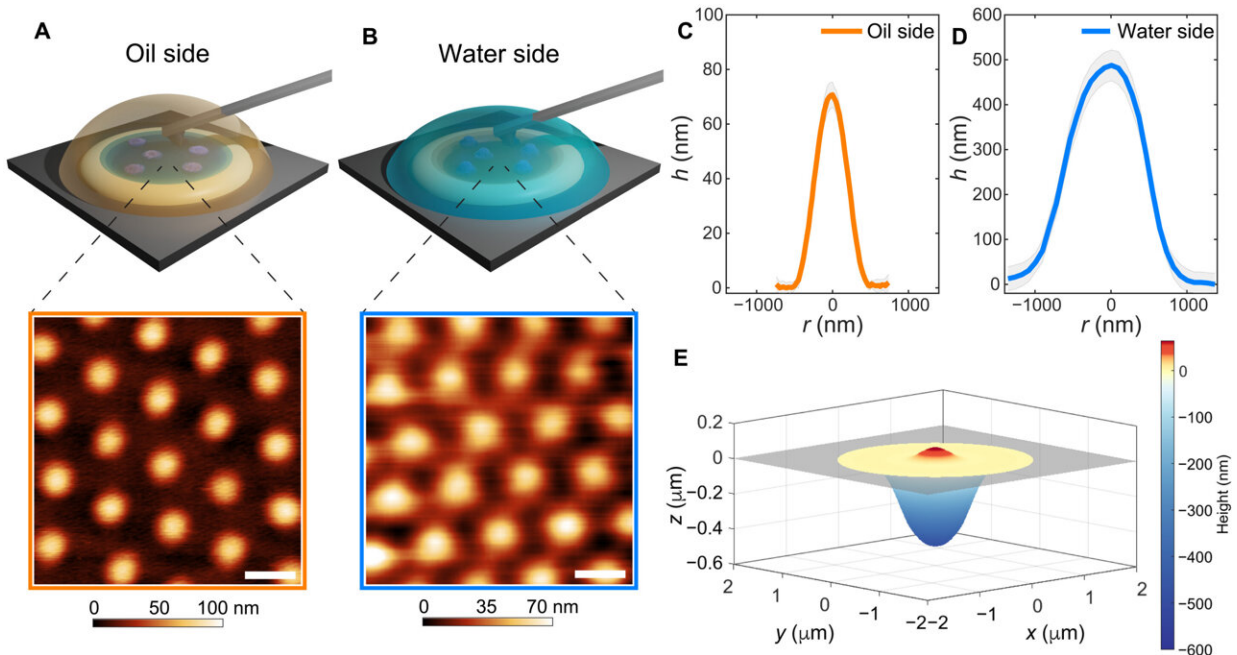 A
Oil side
B
Water side
0 50 100 nm
0 35 70 nm
C
Oil side
100
80
60
40
20
0
h (nm)
−1000 0 1000
r (nm)
D
Water side
600
500
400
300
200
100
0
h (nm)
−1000 0 1000
r (nm)
E
0.2
0
−0.2
−0.4
−0.6
z (μm)
2 1 0 −1 −2
y (μm)
−2 −1 0 1 2
x (μm)
0
−100
−200
−300
−400
−500
−600
Height (nm)